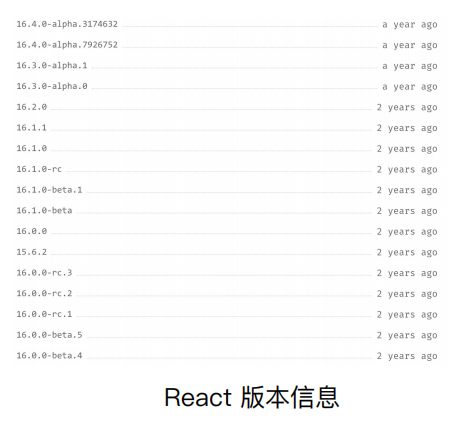 16.4.0-alpha.3174632 a year ago
16.4.0-alpha.7926752 a year ago
16.3.0-alpha.1 a year ago
16.3.0-alpha.0 a year ago
16.2.0 2 years ago
16.1.1 2 years ago
16.1.0 2 years ago
16.1.0-rc 2 years ago
16.1.0-beta.1 2 years ago
16.1.0-beta 2 years ago
16.0.0 2 years ago
15.6.2 2 years ago
16.0.0-rc.3 2 years ago
16.0.0-rc.2 2 years ago
16.0.0-rc.1 2 years ago
16.0.0-beta.5 2 years ago
16.0.0-beta.4 2 years ago
React 版本信息